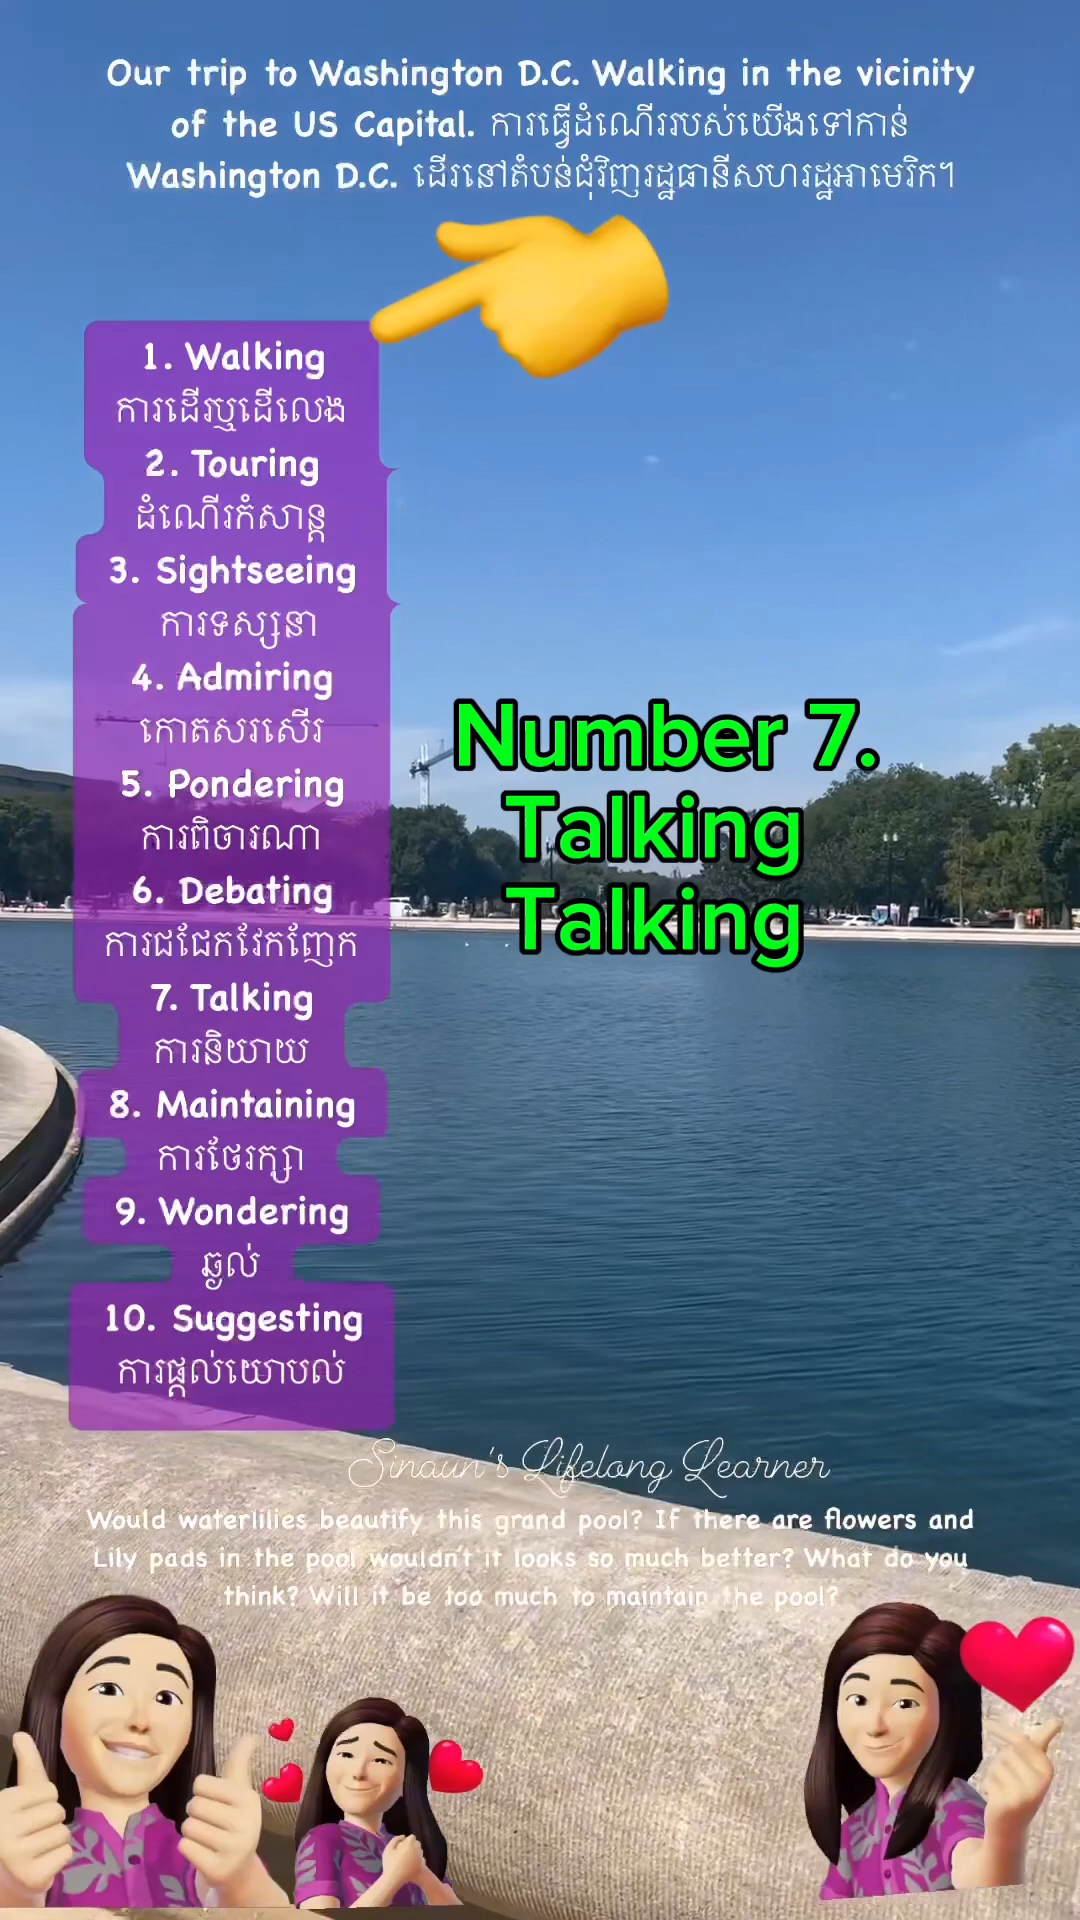 Our trip to Washington D.C. Walking in the vicinity
of the US Capital. ការធ្វើដំណើររបស់យើងទៅកាន់
Washington D.C. ដើរនៅតំបន់ជុំវិញរដ្ឋធានីសហរដ្ឋអាមេរិក។
1. Walking
ការដើរឬដើលេង
2. Touring
ដំណើរកំសាន្ត
3. Sightseeing
ការទស្សនា
4. Admiring
កោតសរសើរ
5. Pondering
ការពិចារណា
6. Debating
ការជជែកវែកញែក
7. Talking
ការនិយាយ
8. Maintaining
ការថែរក្សា
9. Wondering
ឆ្ងល់
10. Suggesting
ការផ្តល់យោបល់
Number 7.
Talking
Talking
Sinaun's Lifelong Learner
Would waterlilies beautify this grand pool? If there are flowers and
Lily pads in the pool wouldn't it looks so much better? What do you
think? Will it be too much to maintain the pool?